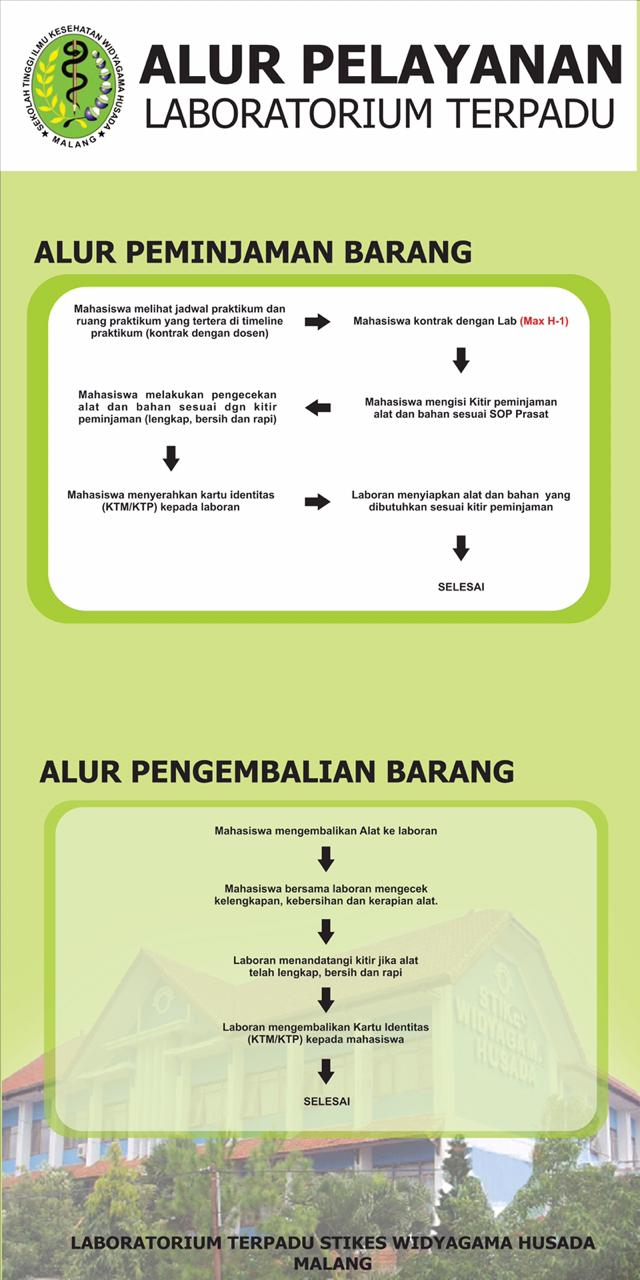 SEKOLAH TINGGI ILMU KESEHATAN WIDYAGAMA HUSADA
★ MALANG ★
ALUR PELAYANAN
LABORATORIUM TERPADU
ALUR PEMINJAMAN BARANG
Mahasiswa melihat jadwal praktikum dan
ruang praktikum yang tertera di timeline
praktikum (kontrak dengan dosen)
Mahasiswa kontrak dengan Lab (Max H-1)
Mahasiswa mengisi Kitir peminjaman
alat dan bahan sesuai SOP Prasat
Mahasiswa melakukan pengecekan
alat dan bahan sesuai dgn kitir
peminjaman (lengkap, bersih dan rapi)
Mahasiswa menyerahkan kartu identitas
(KTM/KTP) kepada laboran
Laboran menyiapkan alat dan bahan yang
dibutuhkan sesuai kitir peminjaman
SELESAI
ALUR PENGEMBALIAN BARANG
Mahasiswa mengembalikan Alat ke laboran
Mahasiswa bersama laboran mengecek
kelengkapan, kebersihan dan kerapian alat.
Laboran menandatangi kitir jika alat
telah lengkap, bersih dan rapi
Laboran mengembalikan Kartu Identitas
(KTM/KTP) kepada mahasiswa
SELESAI
STIKES
WIDYAGAMA
HUSADA
LABORATORIUM TERPADU STIKES WIDYAGAMA HUSADA
MALANG